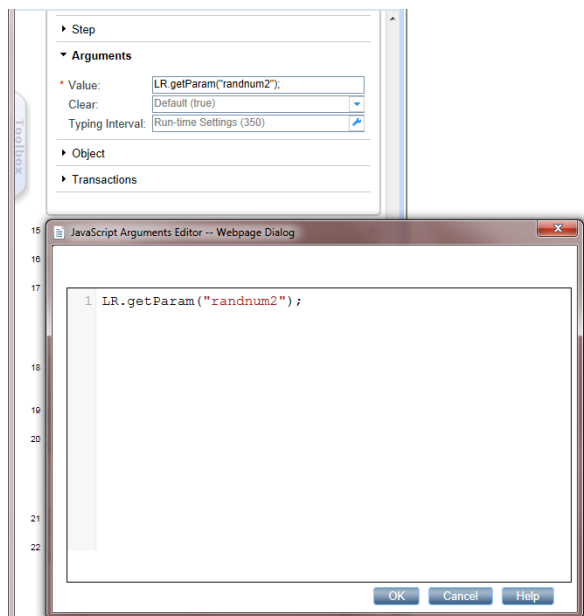 Step
Arguments
* Value: LR.getParam("randnum2");
Clear: Default (true)
Typing Interval: Run-time Settings (350)
Object
Transactions
Toolbox
15
JavaScript Arguments Editor -- Webpage Dialog
16
17
1 LR.getParam("randnum2");
18
19
20
21
22
OK Cancel Help